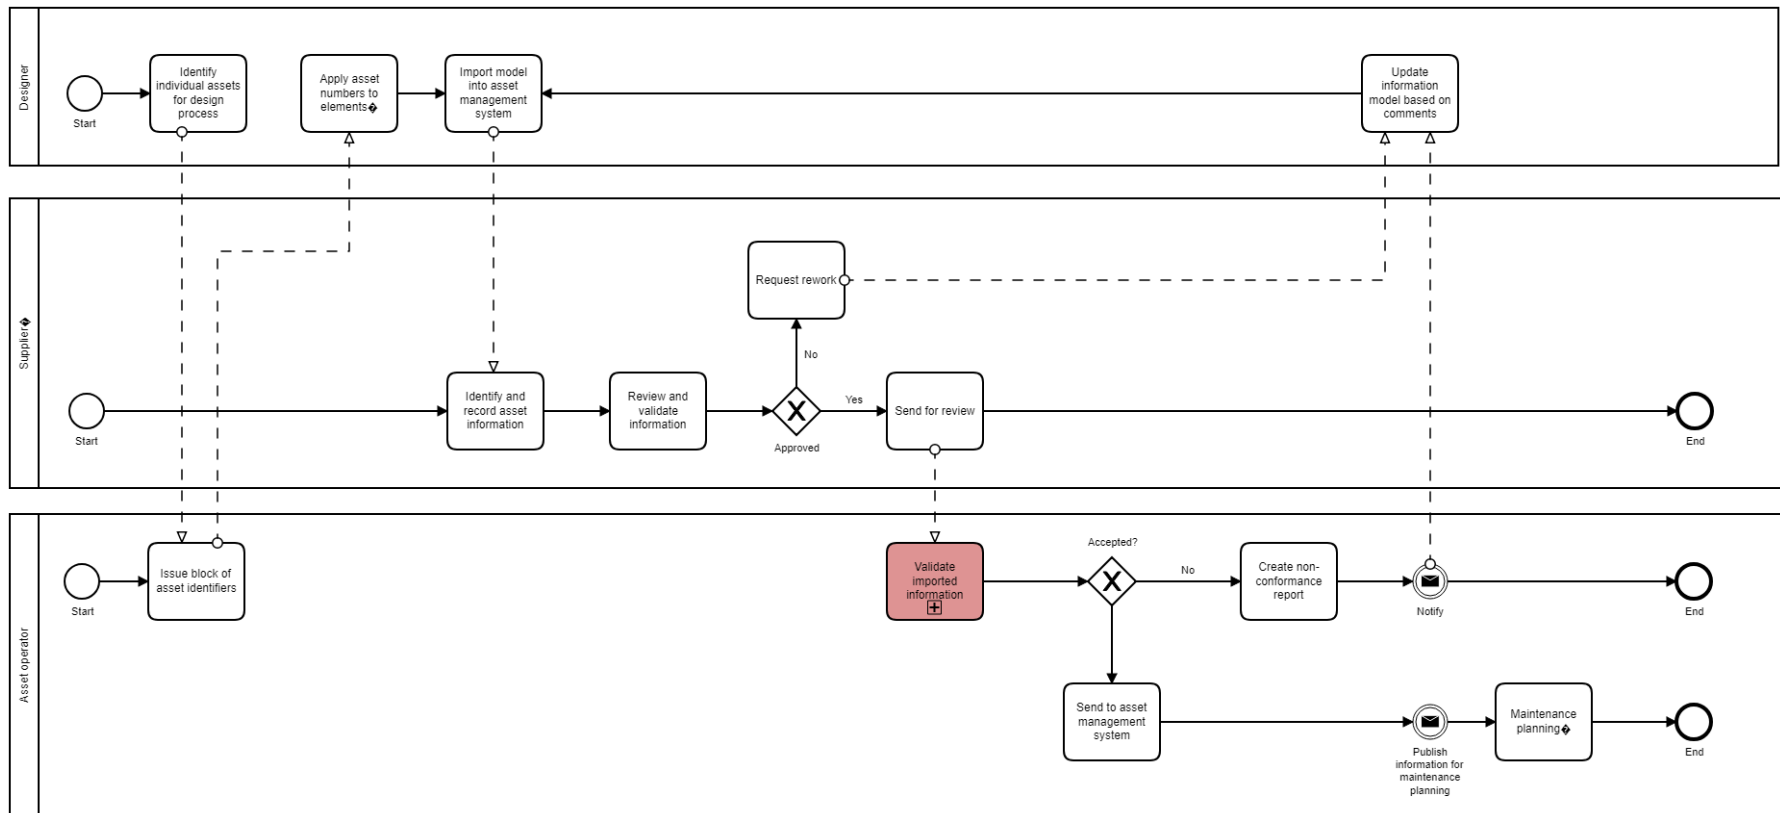 Designer
Start
Identify
individual assets
for design
process
Apply asset
numbers to
elements�
Import model
into asset
management
system
Update
information
model based on
comments
Supplier�
Start
Identify and
record asset
information
Review and
validate
information
Request rework
No
Approved
Yes
Send for review
End
Asset operator
Start
Issue block of
asset identifiers
Validate
imported
information
Accepted?
No
Create non-
conformance
report
Notify
End
Send to asset
management
system
Publish
information for
maintenance
planning
Maintenance
planning�
End